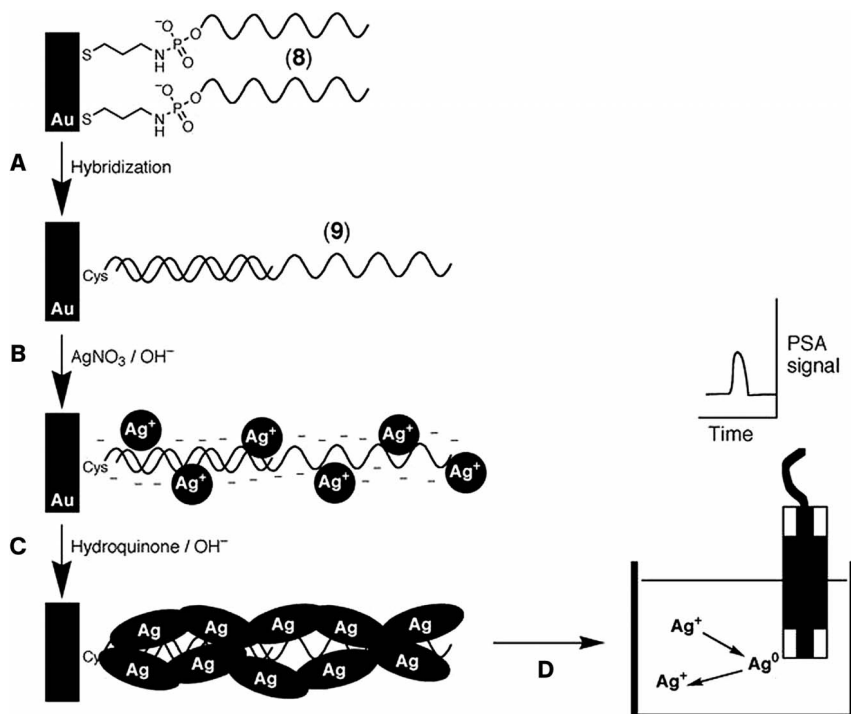 ⁻O
O
P
S
N
H
O
(8)
⁻O
O
P
S
N
H
O
Au
A
Hybridization
(9)
Cys
Au
B
AgNO₃ / OH⁻
PSA
signal
Time
Ag⁺ Ag⁺ Ag⁺
Cys
Ag⁺ Ag⁺ Ag⁺
Au
C
Hydroquinone / OH⁻
Ag Ag Ag Ag Ag
Cy
Ag Ag Ag Ag Ag
D
Ag⁺
Ag⁰
Ag⁺